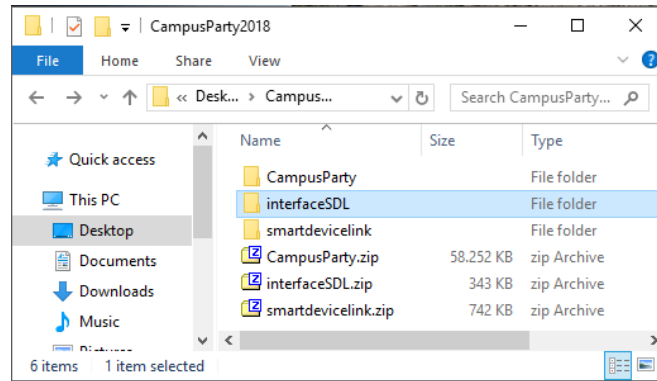 CampusParty2018
File Home Share View
« Desk... > Campus... Search CampusParty...
Name Size Type
Quick access
This PC
Desktop
Documents
Downloads
Music
CampusParty File folder
interfaceSDL File folder
smartdevicelink File folder
CampusParty.zip 58.252 KB zip Archive
interfaceSDL.zip 343 KB zip Archive
smartdevicelink.zip 742 KB zip Archive
6 items 1 item selected